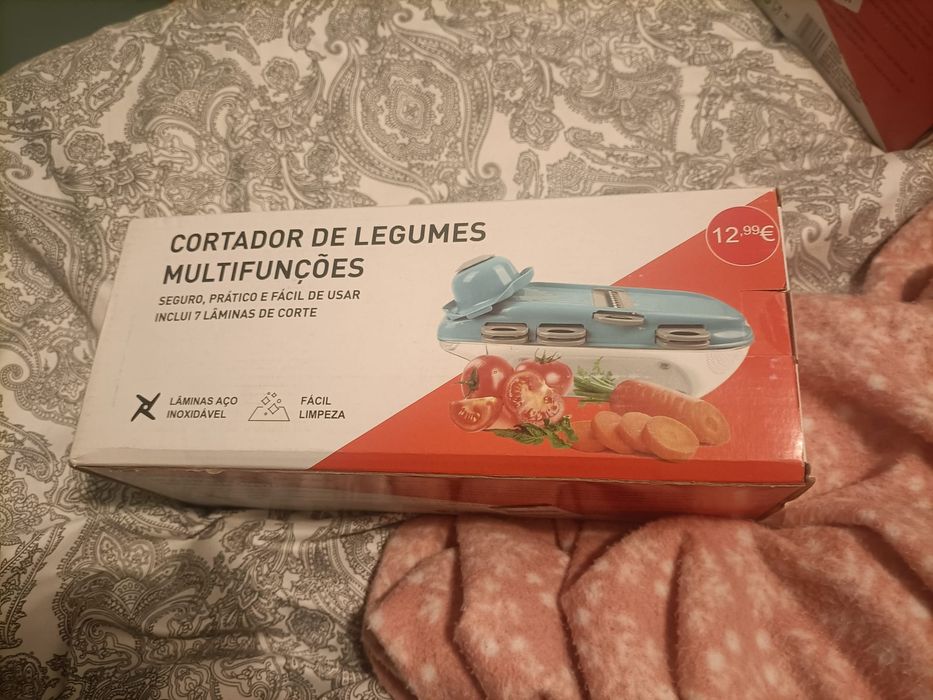 CORTADOR DE LEGUMES
MULTIFUNÇÕES
SEGURO, PRÁTICO E FÁCIL DE USAR
INCLUI 7 LÂMINAS DE CORTE
12,99€
LÂMINAS AÇO
INOXIDÁVEL
FÁCIL
LIMPEZA